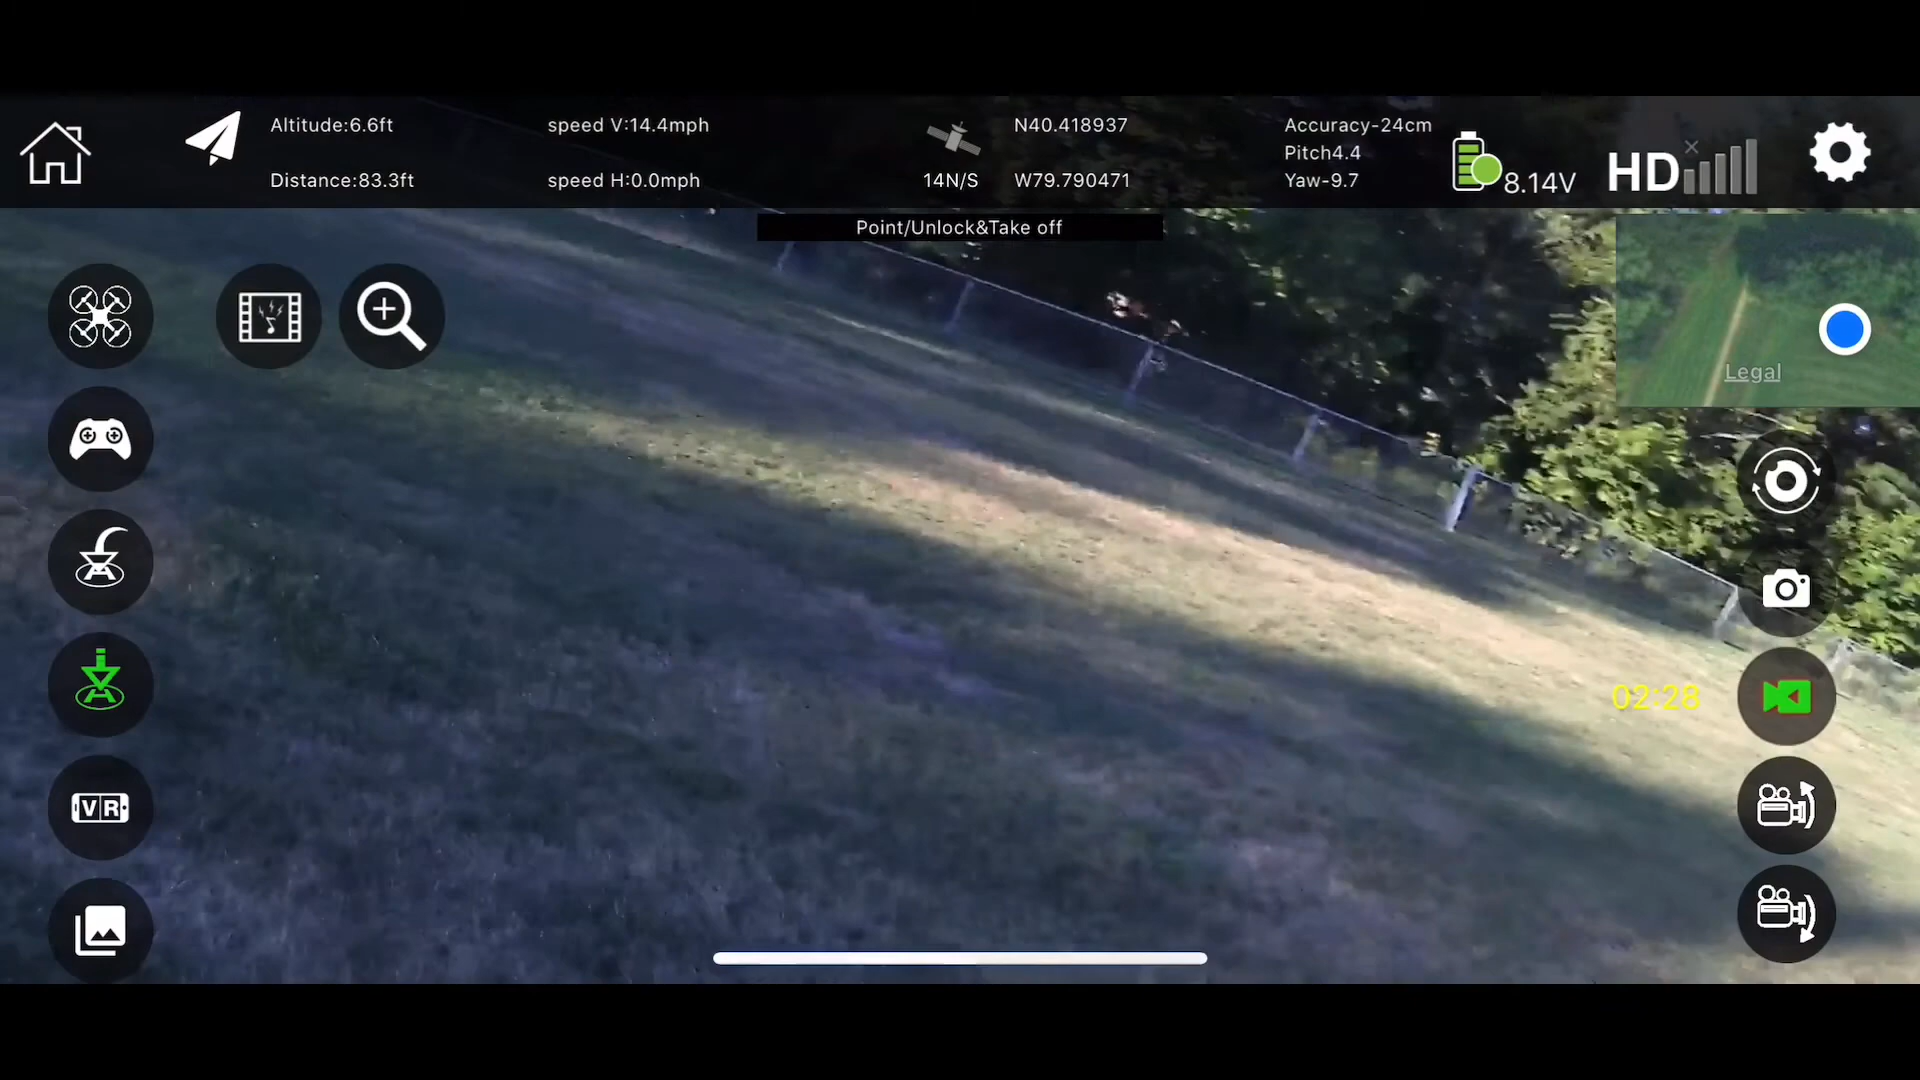 Altitude:6.6ft
Distance:83.3ft
speed V:14.4mph
speed H:0.0mph
14N/S
N40.418937
W79.790471
Accuracy-24cm
Pitch4.4
Yaw-9.7
8.14V
HD
Point/Unlock&Take off
Legal
02:28
VR